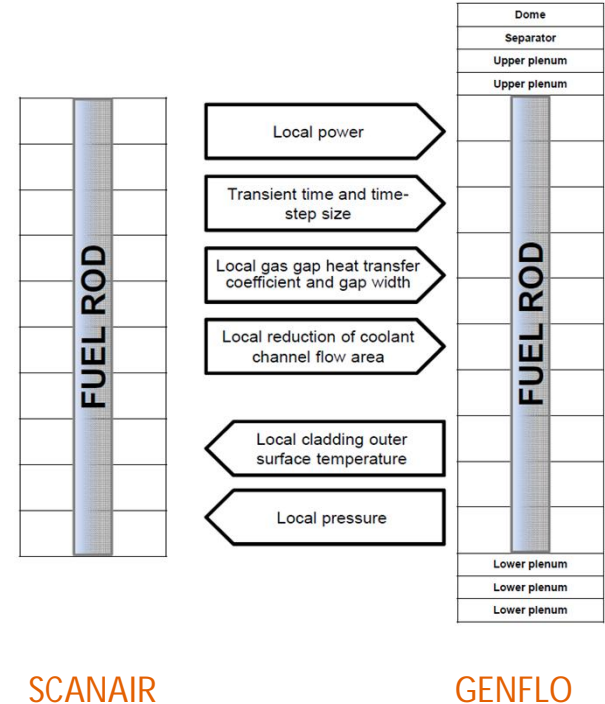 Dome
Separator
Upper plenum
Upper plenum
Local power
Transient time and time-
step size
Local gas gap heat transfer
coefficient and gap width
Local reduction of coolant
channel flow area
Local cladding outer
surface temperature
Local pressure
FUEL ROD
FUEL ROD
Lower plenum
Lower plenum
Lower plenum
SCANAIR
GENFLO